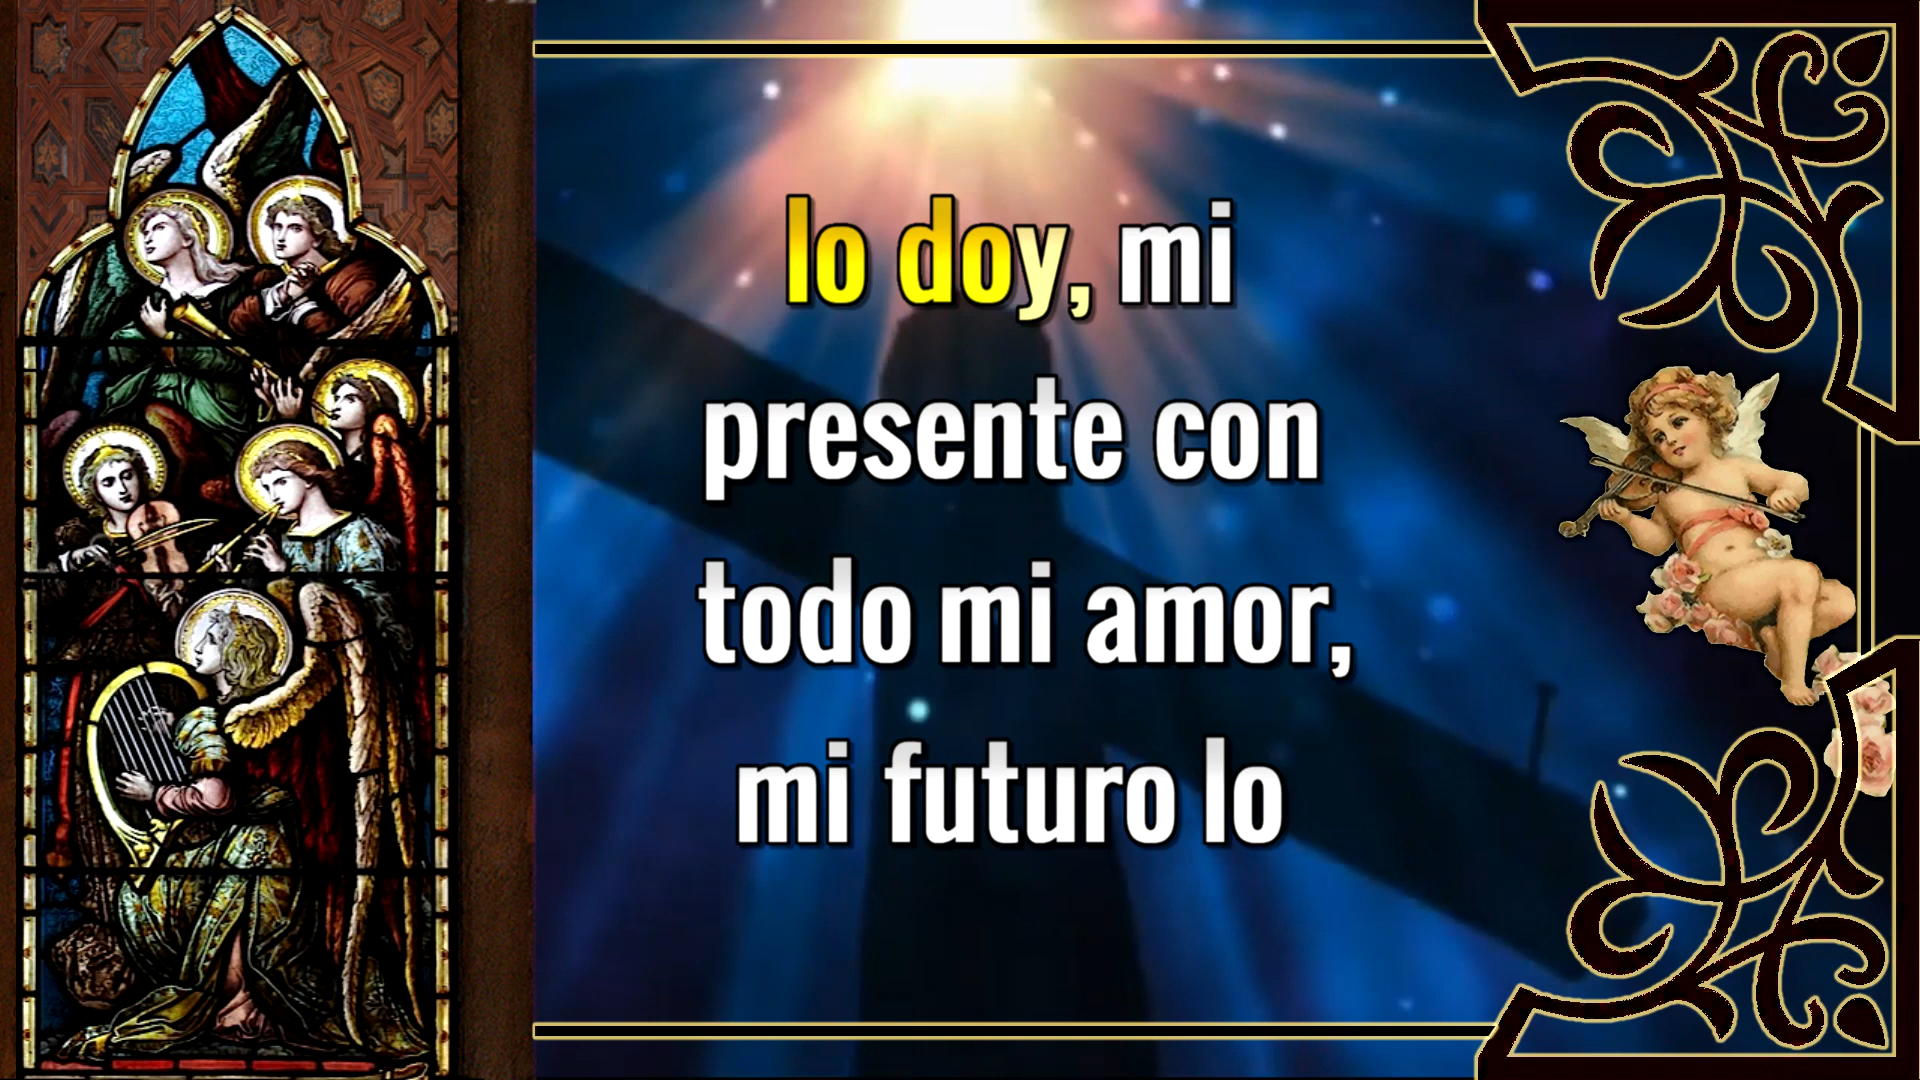 lo doy, mi
presente con
todo mi amor,
mi futuro lo